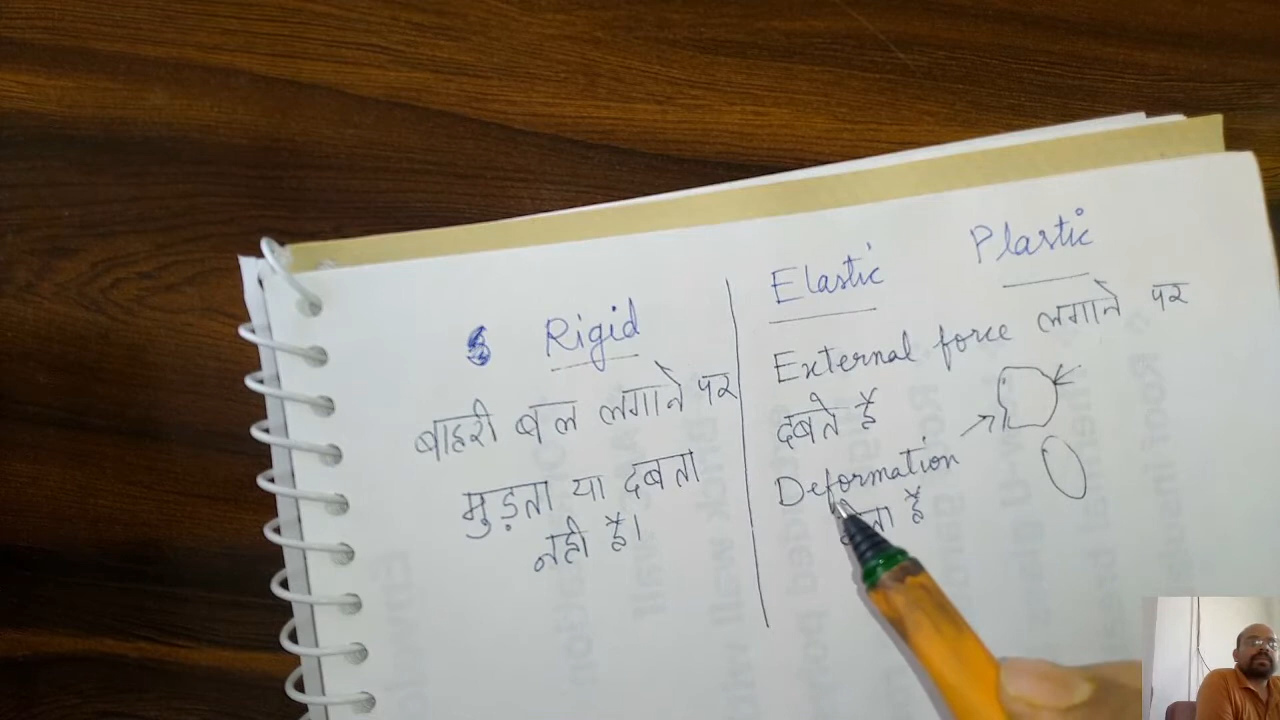 Rigid
बाहरी बल लगाने पर
मुड़ता या दबता
नही है।
Elastic Plastic
External force लगाने पर
दबते है
Deformation
होता है